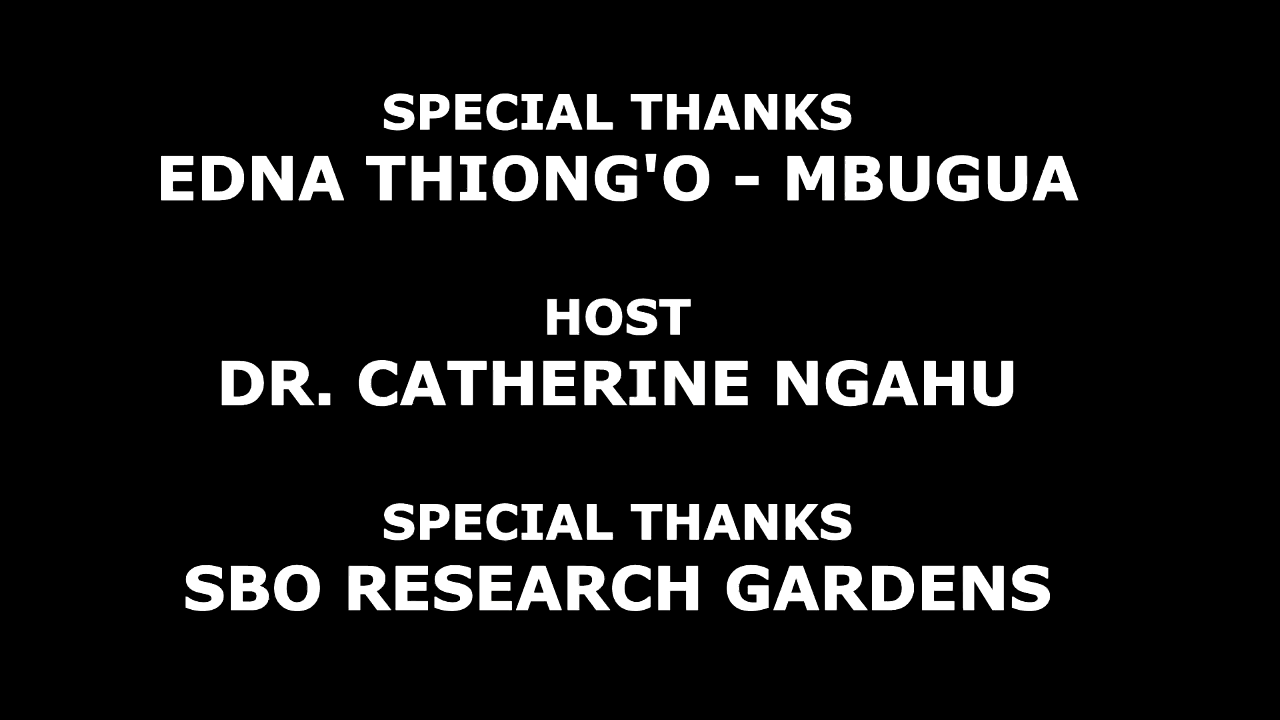 SPECIAL THANKS
EDNA THIONG'O - MBUGUA
HOST
DR. CATHERINE NGAHU
SPECIAL THANKS
SBO RESEARCH GARDENS